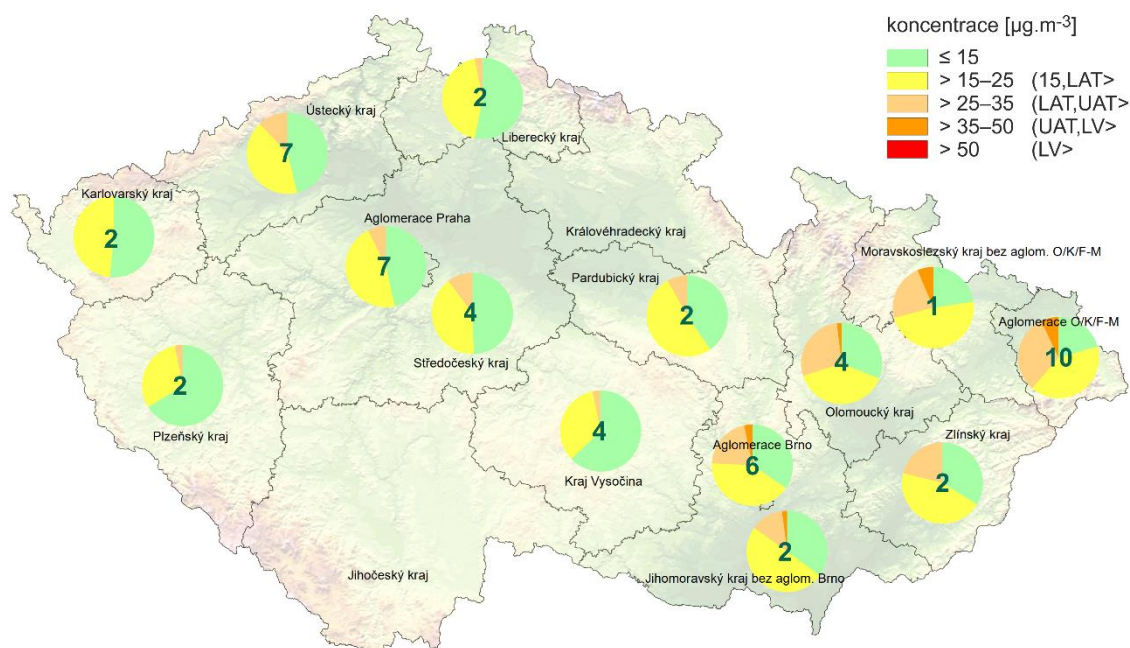 koncentrace [µg.m-3]
≤ 15
> 15–25 (15,LAT>
> 25–35 (LAT,UAT>
> 35–50 (UAT,LV>
> 50 (LV>
2
Liberecký kraj
Ústecký kraj
7
Karlovarský kraj
2
Aglomerace Praha
7
Královéhradecký kraj
Moravskoslezský kraj bez aglom. O/K/F-M
1
Pardubický kraj
2
4
Středočeský kraj
Aglomerace O/K/F-M
10
4
Olomoucký kraj
2
Plzeňský kraj
4
Kraj Vysočina
Aglomerace Brno
6
Zlínský kraj
2
2
Jihomoravský kraj bez aglom. Brno
Jihočeský kraj